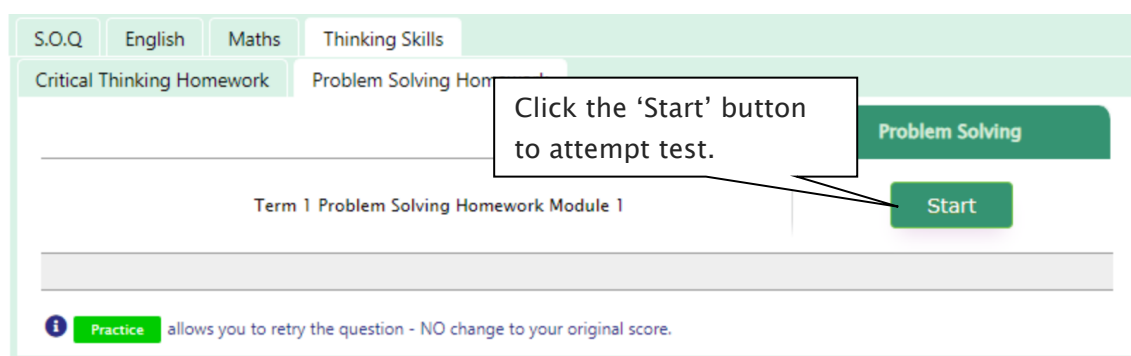 S.O.Q English Maths Thinking Skills
Critical Thinking Homework Problem Solving
Click the ‘Start’ button
to attempt test.
Problem Solving
Term 1 Problem Solving Homework Module 1
Start
Practice allows you to retry the question - NO change to your original score.